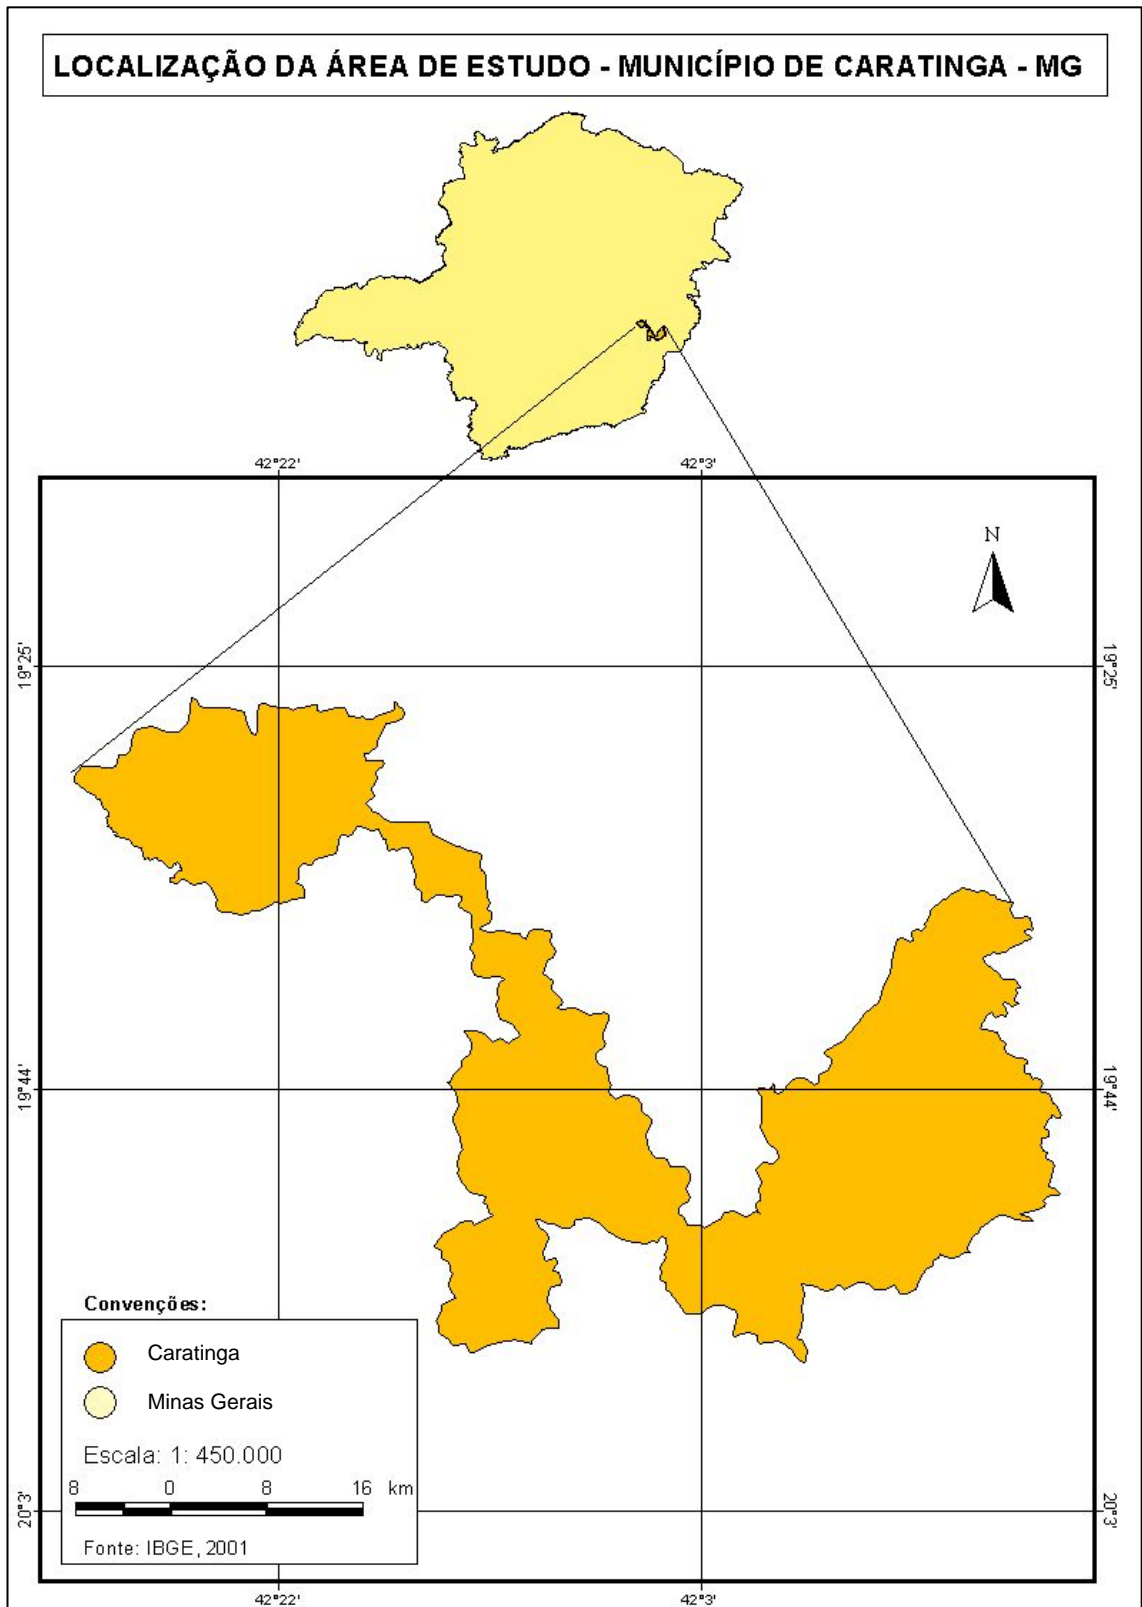 LOCALIZAÇÃO DA ÁREA DE ESTUDO - MUNICÍPIO DE CARATINGA - MG
42°22' 42°3'
N
19°25' 19°25'
19°44' 19°44'
Convenções:
Caratinga
Minas Gerais
Escala: 1: 450.000
8 0 8 16 km
20°3' 20°3'
Fonte: IBGE, 2001
42°22' 42°3'